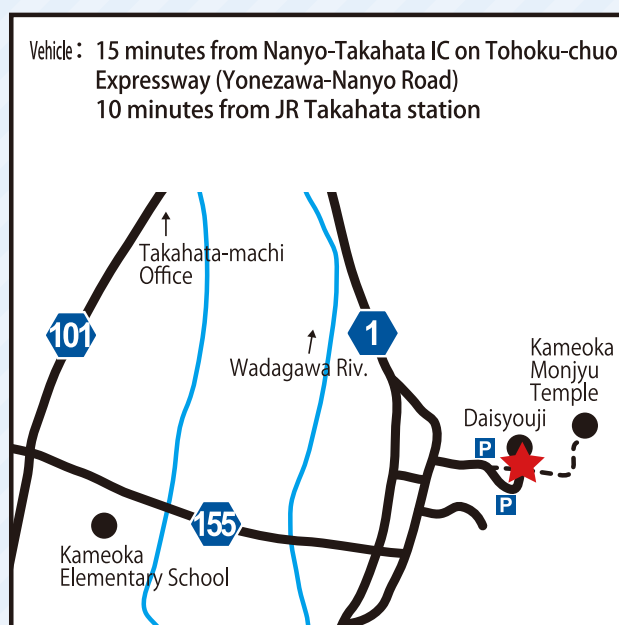 Vehicle : 15 minutes from Nanyo-Takahata IC on Tohoku-chuo
Expressway (Yonezawa-Nanyo Road)
10 minutes from JR Takahata station
Takahata-machi
Office
101
1
Wadagawa Riv.
Kameoka
Monjyu
Temple
Daisyouji
P
P
155
Kameoka
Elementary School